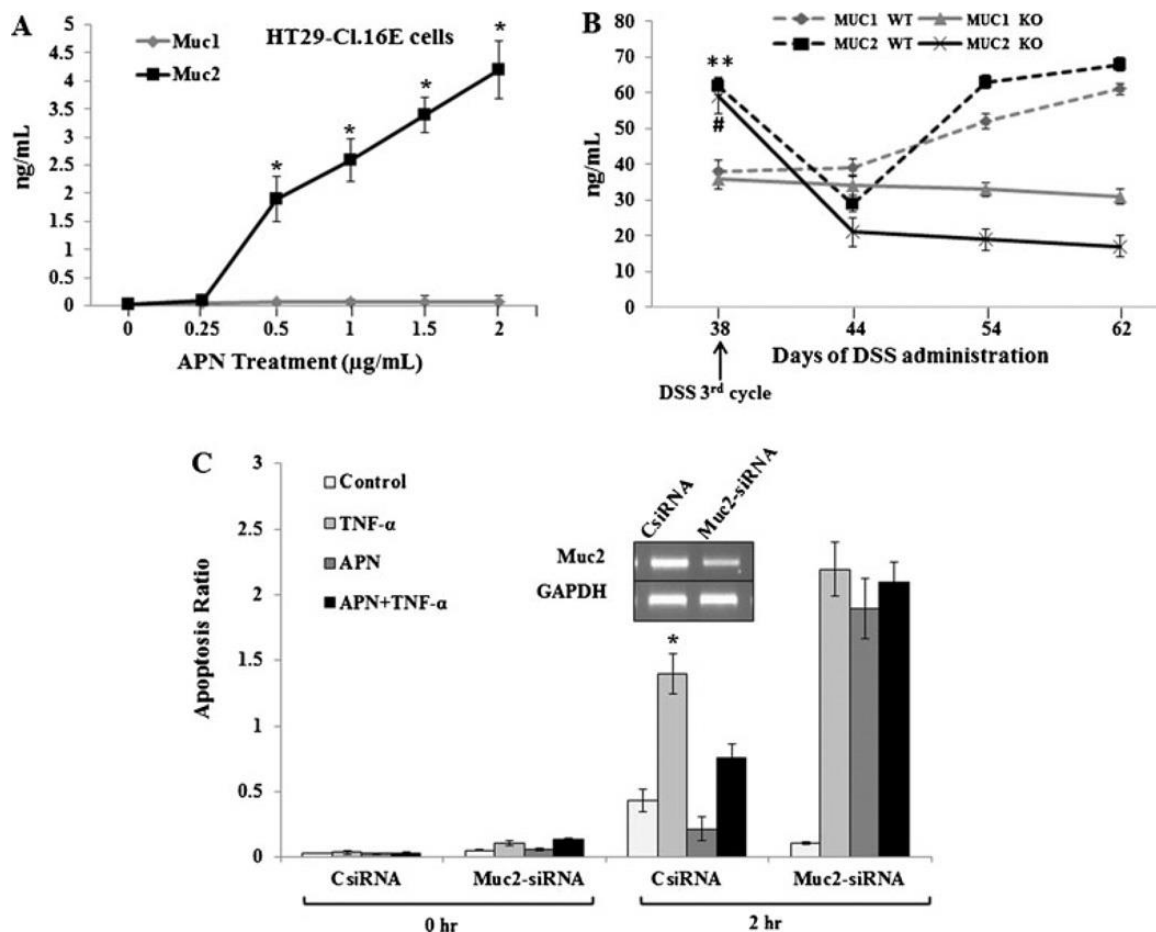 A
HT29-Cl.16E cells
Muc1
Muc2
ng/mL
5
4.5
4
3.5
3
2.5
2
1.5
1
0.5
0
*
*
*
*
*
0 0.25 0.5 1 1.5 2
APN Treatment (µg/mL)
B
MUC1 WT MUC1 KO
MUC2 WT MUC2 KO
ng/mL
80
70
60
50
40
30
20
10
0
**
#
38 44 54 62
Days of DSS administration
DSS 3rd cycle
C
Control
TNF-α
APN
APN+TNF-α
Apoptosis Ratio
3
2.5
2
1.5
1
0.5
0
CsiRNA Muc2-siRNA
Muc2
GAPDH
*
CsiRNA Muc2-siRNA CsiRNA Muc2-siRNA
0 hr 2 hr